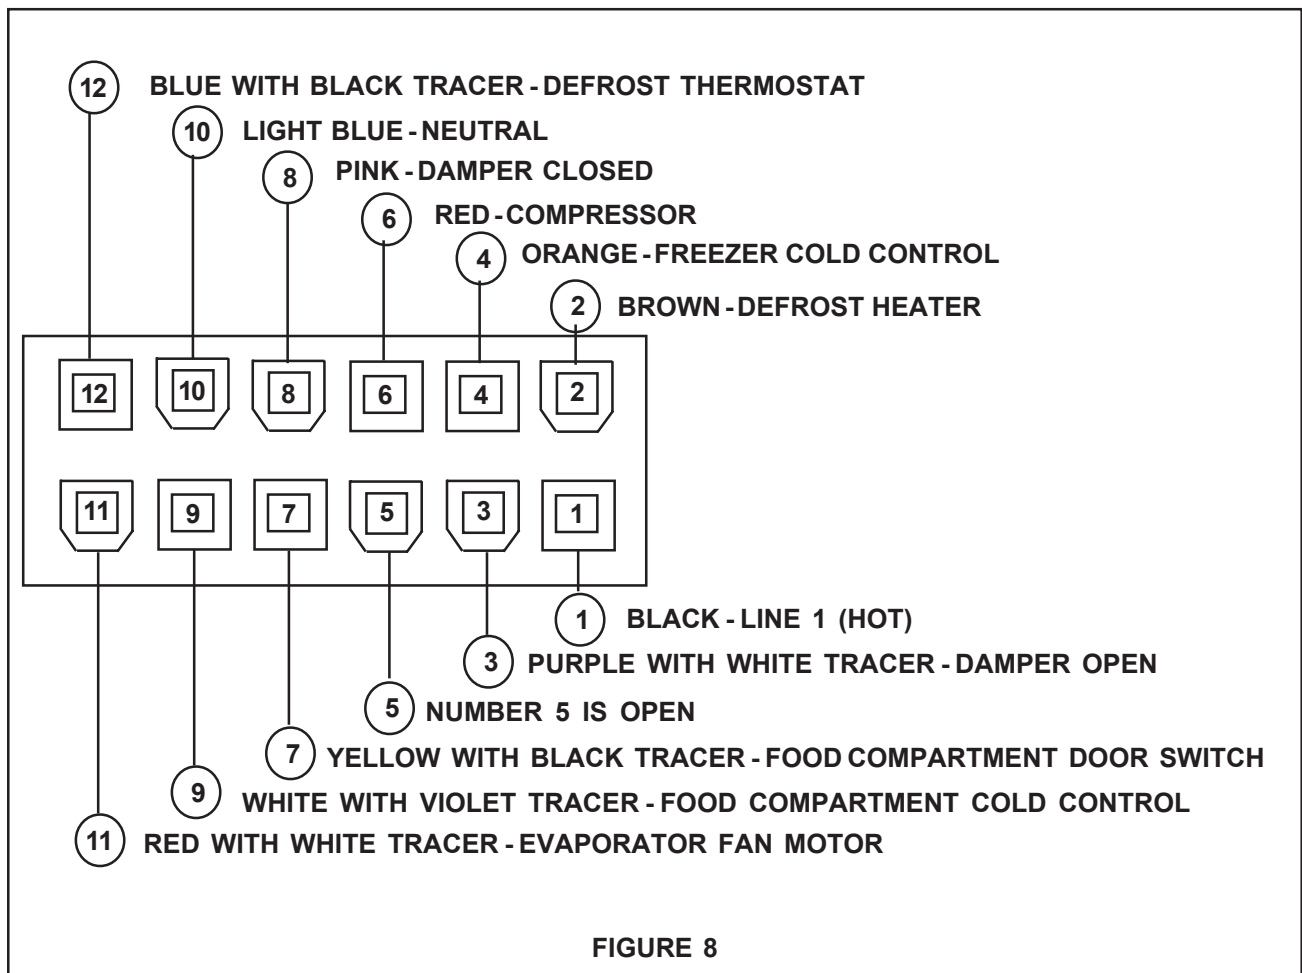 12 BLUE WITH BLACK TRACER - DEFROST THERMOSTAT
10 LIGHT BLUE - NEUTRAL
8 PINK - DAMPER CLOSED
6 RED - COMPRESSOR
4 ORANGE - FREEZER COLD CONTROL
2 BROWN - DEFROST HEATER
12 10 8 6 4 2
11 9 7 5 3 1
1 BLACK - LINE 1 (HOT)
3 PURPLE WITH WHITE TRACER - DAMPER OPEN
5 NUMBER 5 IS OPEN
7 YELLOW WITH BLACK TRACER - FOOD COMPARTMENT DOOR SWITCH
9 WHITE WITH VIOLET TRACER - FOOD COMPARTMENT COLD CONTROL
11 RED WITH WHITE TRACER - EVAPORATOR FAN MOTOR
FIGURE 8